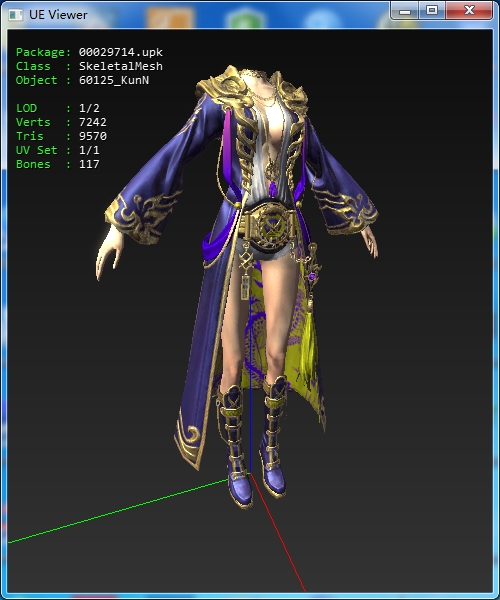 UE Viewer
Package: 00029714.upk
Class : SkeletalMesh
Object : 60125_KunN
LOD : 1/2
Verts : 7242
Tris : 9570
UV Set : 1/1
Bones : 117